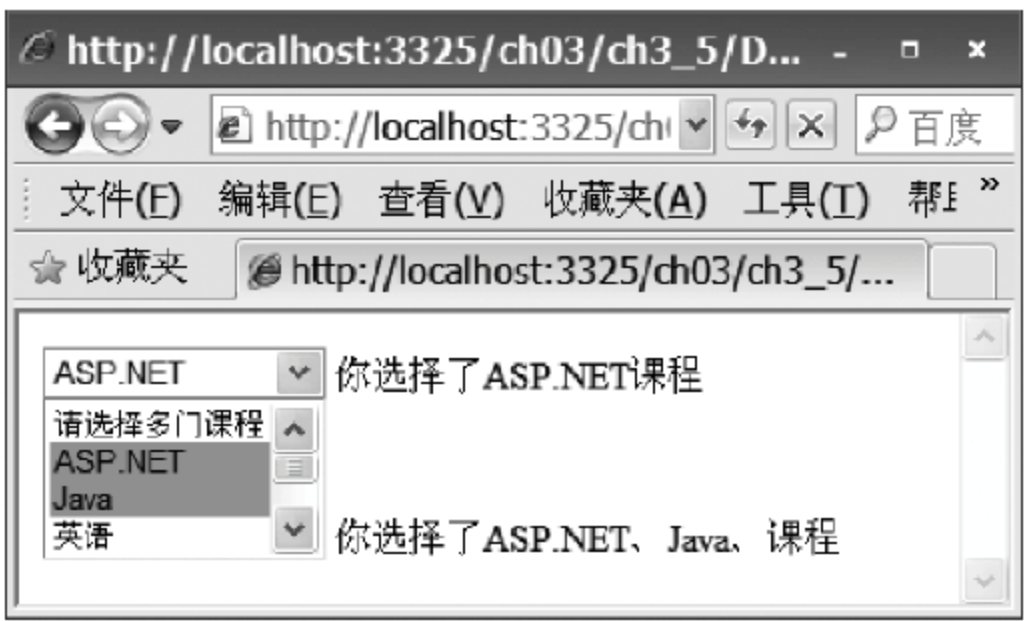 http://localhost:3325/ch03/ch3_5/D...
http://localhost:3325/ch 百度
文件(F) 编辑(E) 查看(V) 收藏夹(A) 工具(T) »
收藏夹 http://localhost:3325/ch03/ch3_5/...
ASP.NET 你选择了ASP.NET课程
请选择多门课程
ASP.NET
Java
英语 你选择了ASP.NET、Java、课程